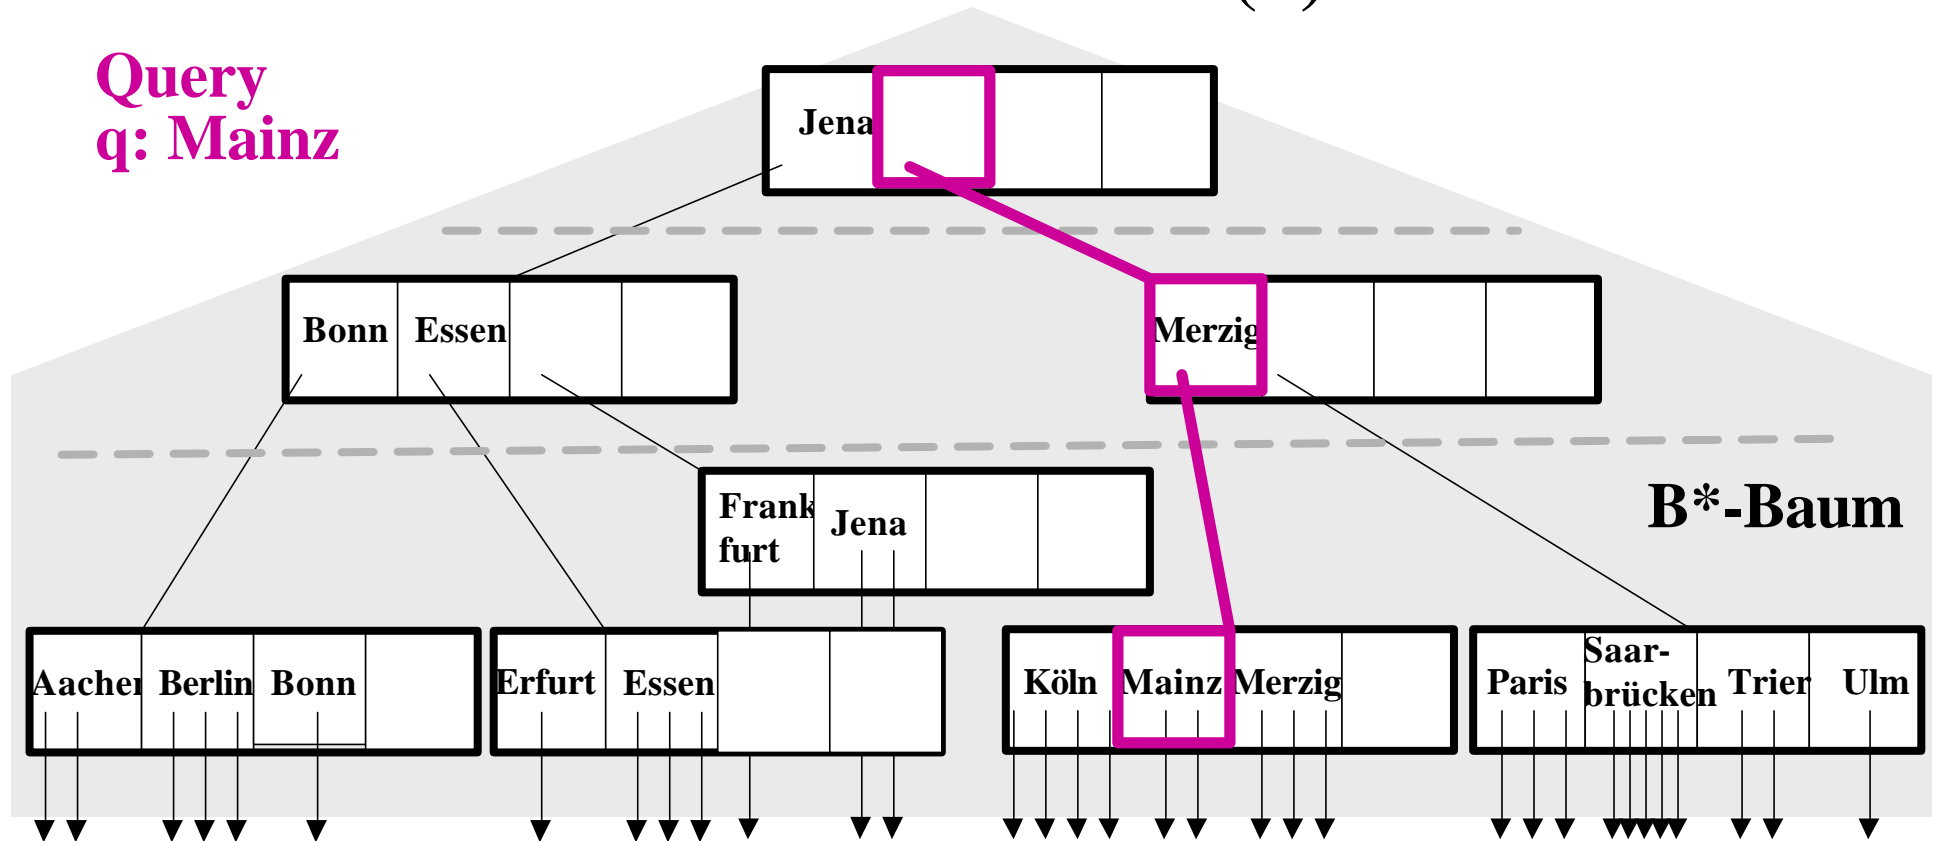 ( )
Query
q: Mainz
Jena
Bonn Essen
Merzig
Frank
furt
Jena
B*-Baum
Aachen Berlin Bonn
Erfurt Essen
Köln Mainz Merzig
Paris
Saar-
brücken
Trier Ulm